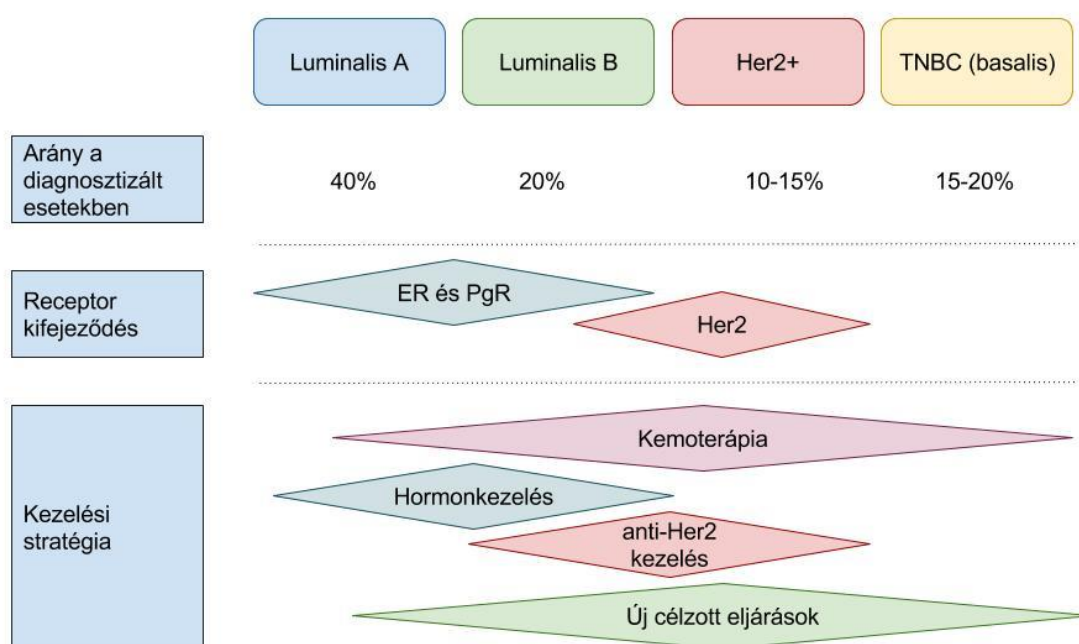 Luminalis A
Luminalis B
Her2+
TNBC (basalis)
Arány a
diagnosztizált
esetekben
40%
20%
10-15%
15-20%
Receptor
kifejeződés
ER és PgR
Her2
Kezelési
stratégia
Kemoterápia
Hormonkezelés
anti-Her2
kezelés
Új célzott eljárások